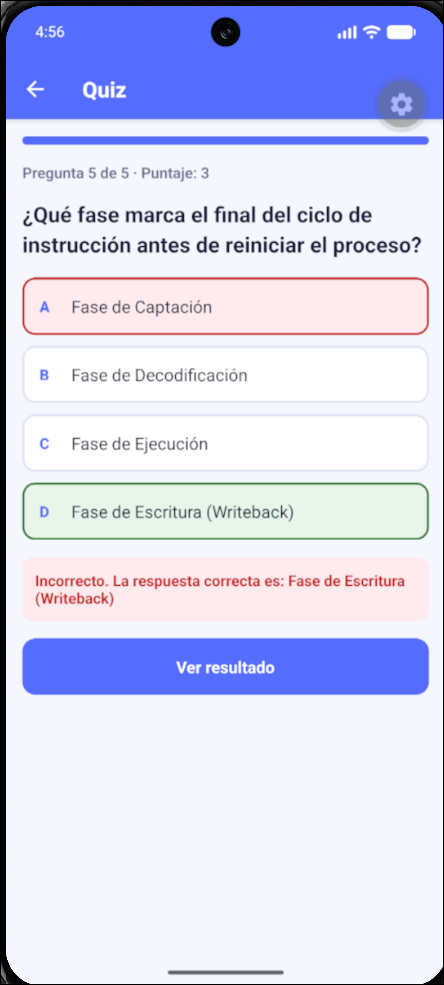 4:56
Quiz
Pregunta 5 de 5 · Puntaje: 3
¿Qué fase marca el final del ciclo de
instrucción antes de reiniciar el proceso?
A Fase de Captación
B Fase de Decodificación
C Fase de Ejecución
D Fase de Escritura (Writeback)
Incorrecto. La respuesta correcta es: Fase de Escritura
(Writeback)
Ver resultado